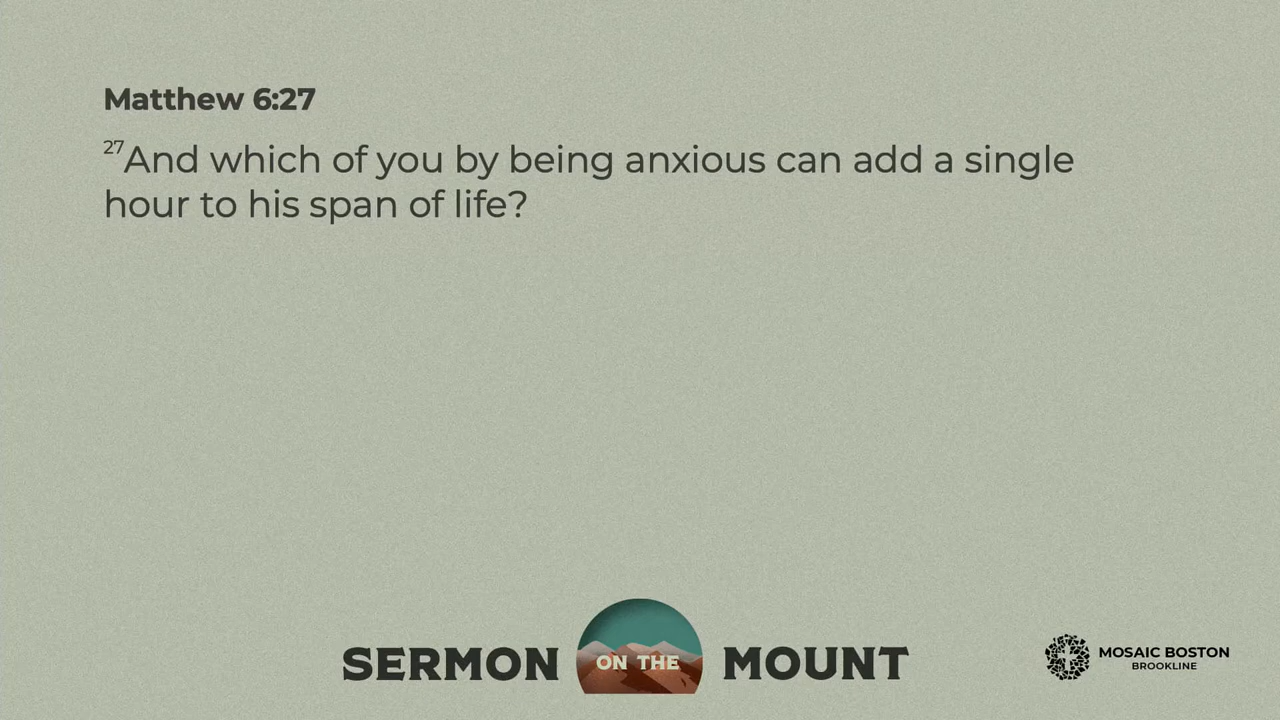 Matthew 6:27
27And which of you by being anxious can add a single
hour to his span of life?
SERMON ON THE MOUNT
MOSAIC BOSTON
BROOKLINE